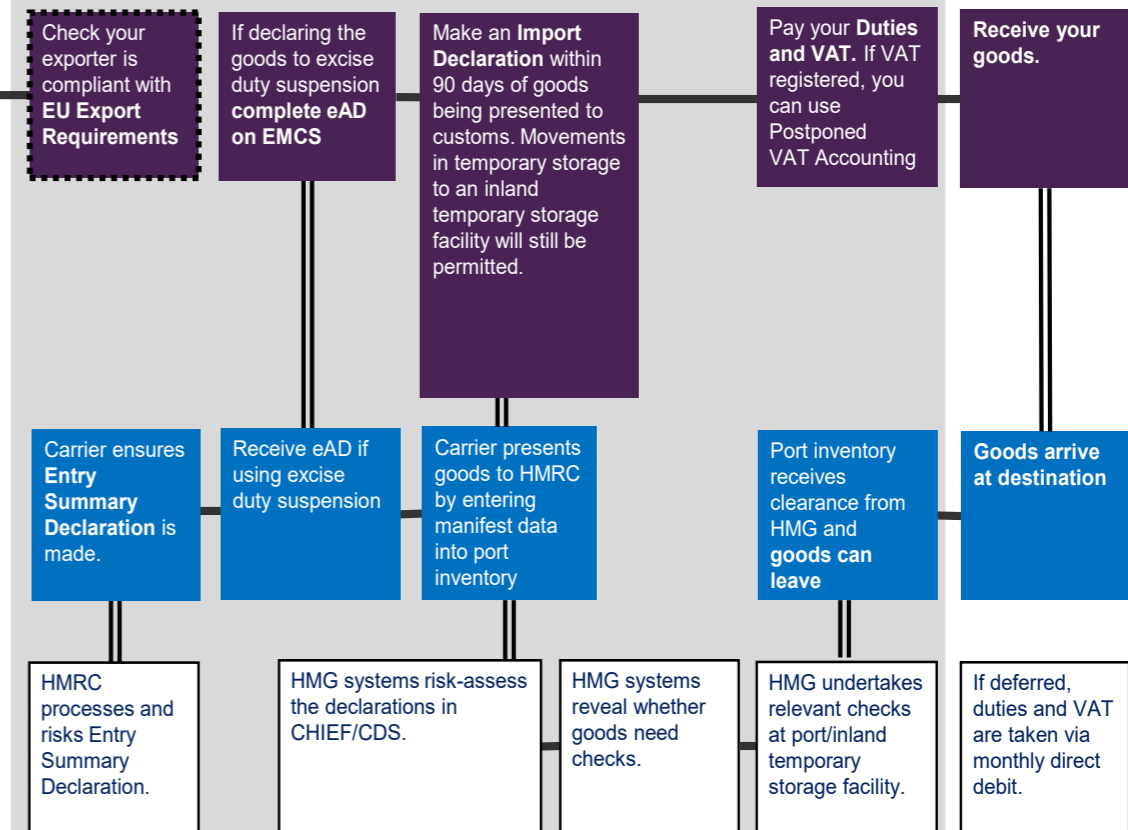 Check your
exporter is
compliant with
EU Export
Requirements
If declaring the
goods to excise
duty suspension
complete eAD
on EMCS
Make an Import
Declaration within
90 days of goods
being presented to
customs. Movements
in temporary storage
to an inland
temporary storage
facility will still be
permitted.
Pay your Duties
and VAT. If VAT
registered, you
can use
Postponed
VAT Accounting
Receive your
goods.
Carrier ensures
Entry
Summary
Declaration is
made.
Receive eAD if
using excise
duty suspension
Carrier presents
goods to HMRC
by entering
manifest data
into port
inventory
Port inventory
receives
clearance from
HMG and
goods can
leave
Goods arrive
at destination
HMRC
processes and
risks Entry
Summary
Declaration.
HMG systems risk-assess
the declarations in
CHIEF/CDS.
HMG systems
reveal whether
goods need
checks.
HMG undertakes
relevant checks
at port/inland
temporary
storage facility.
If deferred,
duties and VAT
are taken via
monthly direct
debit.